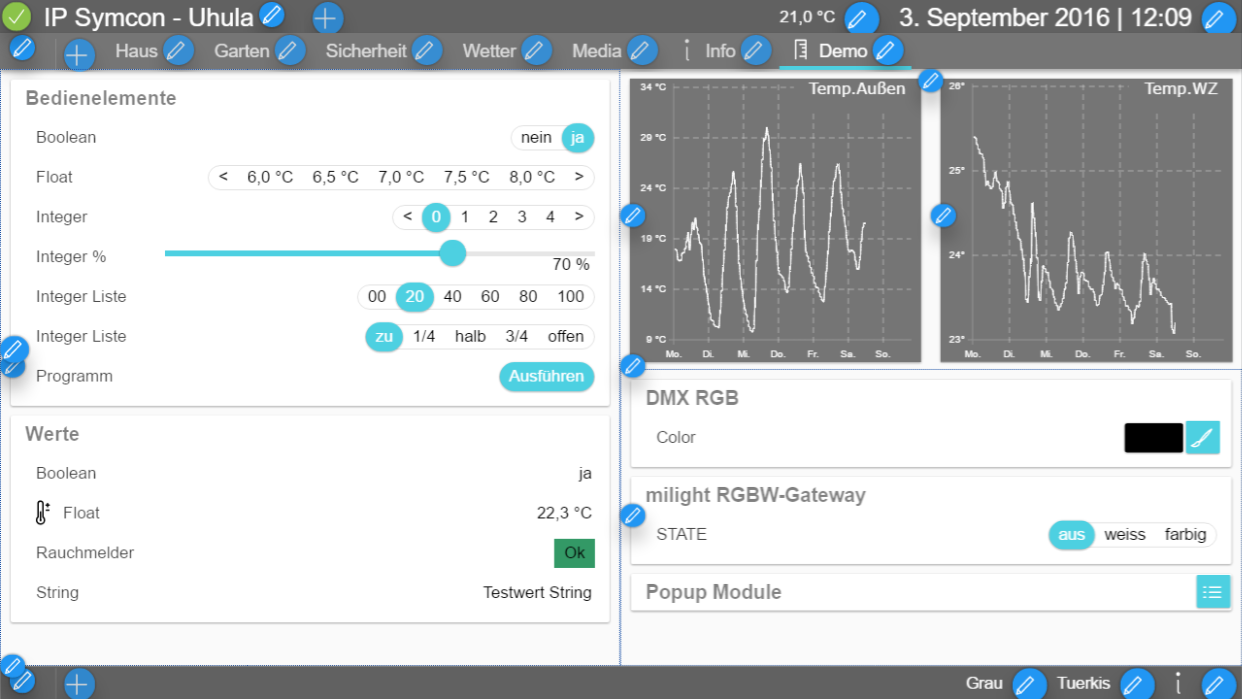 IP Symcon - Uhula
21,0 °C
3. September 2016 | 12:09
Haus Garten Sicherheit Wetter Media Info Demo
Bedienelemente
Boolean nein ja
Float < 6,0 °C 6,5 °C 7,0 °C 7,5 °C 8,0 °C >
Integer < 0 1 2 3 4 >
Integer % 70 %
Integer Liste 00 20 40 60 80 100
Integer Liste zu 1/4 halb 3/4 offen
Programm Ausführen
Werte
Boolean ja
Float 22,3 °C
Rauchmelder Ok
String Testwert String
Temp.Außen
34 °C
29 °C
24 °C
19 °C
14 °C
9 °C
Mo. Di. Mi. Do. Fr. Sa. So.
Temp.WZ
26°
25°
24°
23°
Mo. Di. Mi. Do. Fr. Sa. So.
DMX RGB
Color
milight RGBW-Gateway
STATE aus weiss farbig
Popup Module
Grau Tuerkis